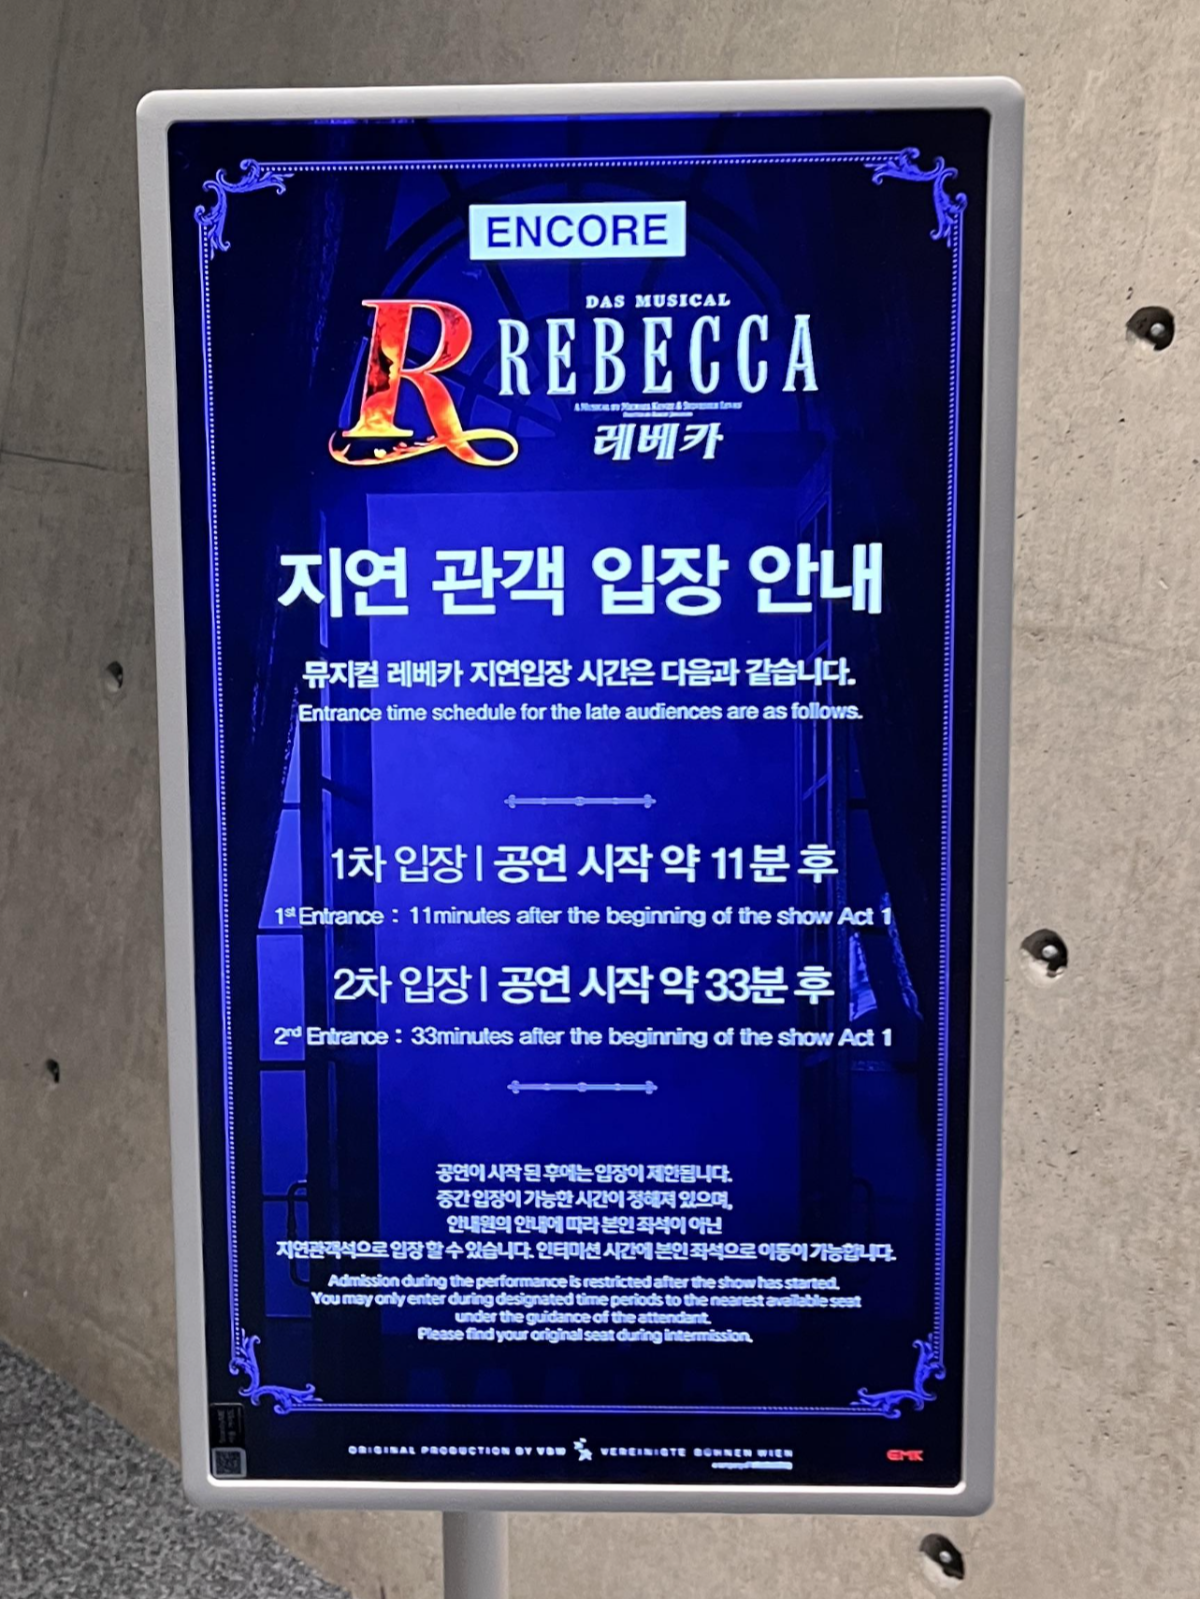 ENCORE
DAS MUSICAL
R REBECCA
A MUSICAL BY MICHAEL KUNZE & SYLVESTER LEVAY
레베카
지연 관객 입장 안내
뮤지컬 레베카 지연입장 시간은 다음과 같습니다.
Entrance time schedule for the late audiences are as follows.
1차 입장 | 공연 시작 약 11분 후
1st Entrance : 11minutes after the beginning of the show Act 1
2차 입장 | 공연 시작 약 33분 후
2nd Entrance : 33minutes after the beginning of the show Act 1
공연이 시작 된 후에는 입장이 제한됩니다.
중간 입장이 가능한 시간이 정해져 있으며,
안내원의 안내에 따라 본인 좌석이 아닌
지연관객석으로 입장 할 수 있습니다. 인터미션 시간에 본인 좌석으로 이동이 가능합니다.
Admission during the performance is restricted after the show has started.
You may only enter during designated time periods to the nearest available seat
under the guidance of the attendant.
Please find your original seat during intermission.
ORIGINAL PRODUCTION BY VBW VEREINIGTE BÜHNEN WIEN
EMK